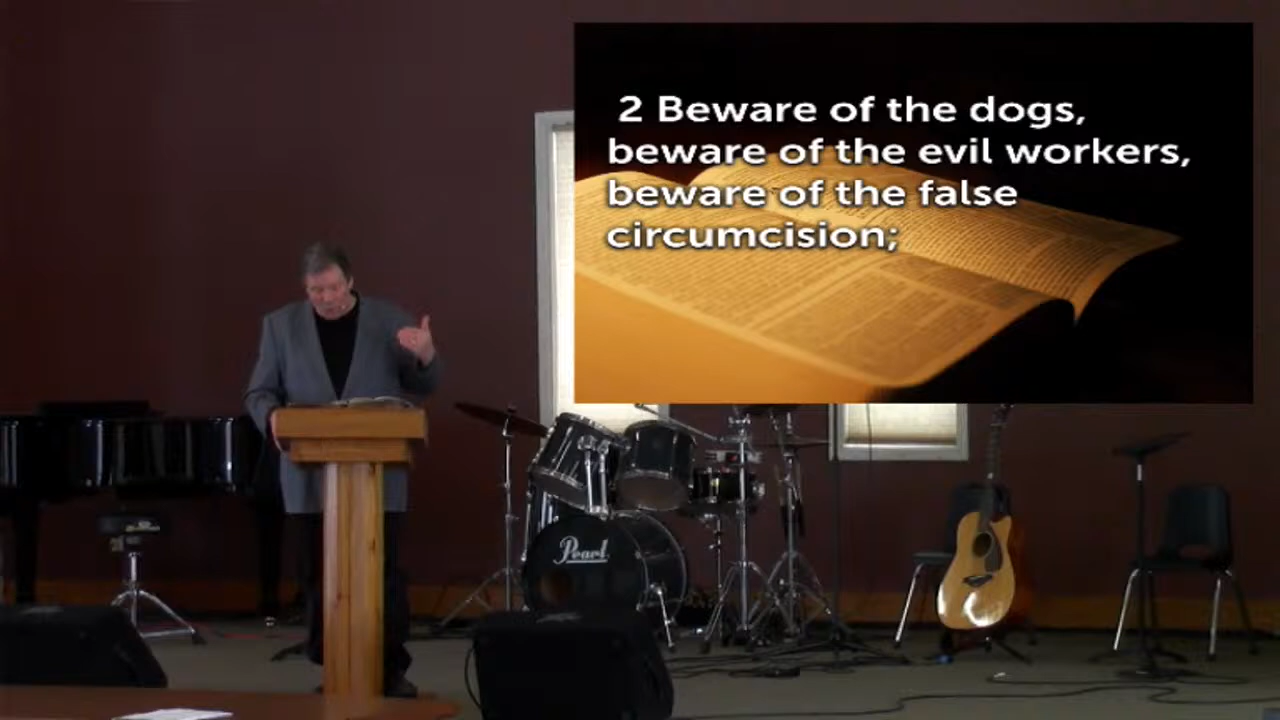 2 Beware of the dogs,
beware of the evil workers,
beware of the false
circumcision;
Pearl